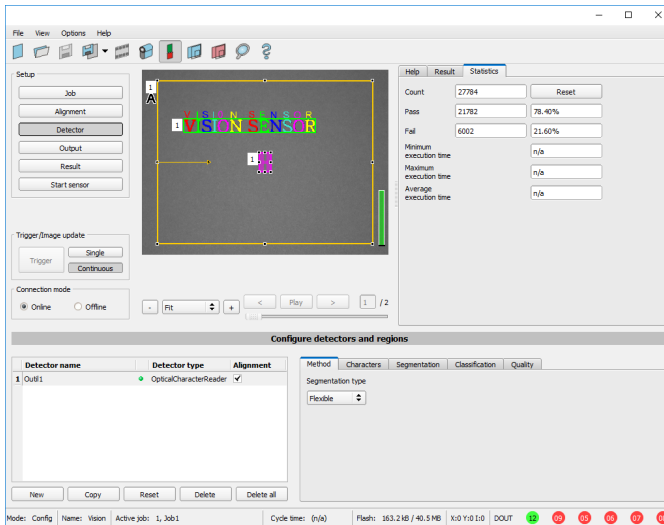 File View Options Help
Setup
Job
Alignment
Detector
Output
Result
Start sensor
Trigger/Image update
Trigger
Single
Continuous
Connection mode
Online Offline
1
A
V I S I N S E N S R
1 VISION SENSOR
1
- Fit + < Play > 1 / 2
Help Result Statistics
Count 27784 Reset
Pass 21782 78.40%
Fail 6002 21.60%
Minimum
execution time n/a
Maximum
execution time n/a
Average
execution time n/a
Configure detectors and regions
Detector name Detector type Alignment
1 Outil1 OpticalCharacterReader
New Copy Reset Delete Delete all
Method Characters Segmentation Classification Quality
Segmentation type
Flexible
Mode: Config Name: Vision Active job: 1, Job1 Cycle time: (n/a) Flash: 163.2 kB / 40.5 MB X:0 Y:0 I:0 DOUT 12 09 05 06 07